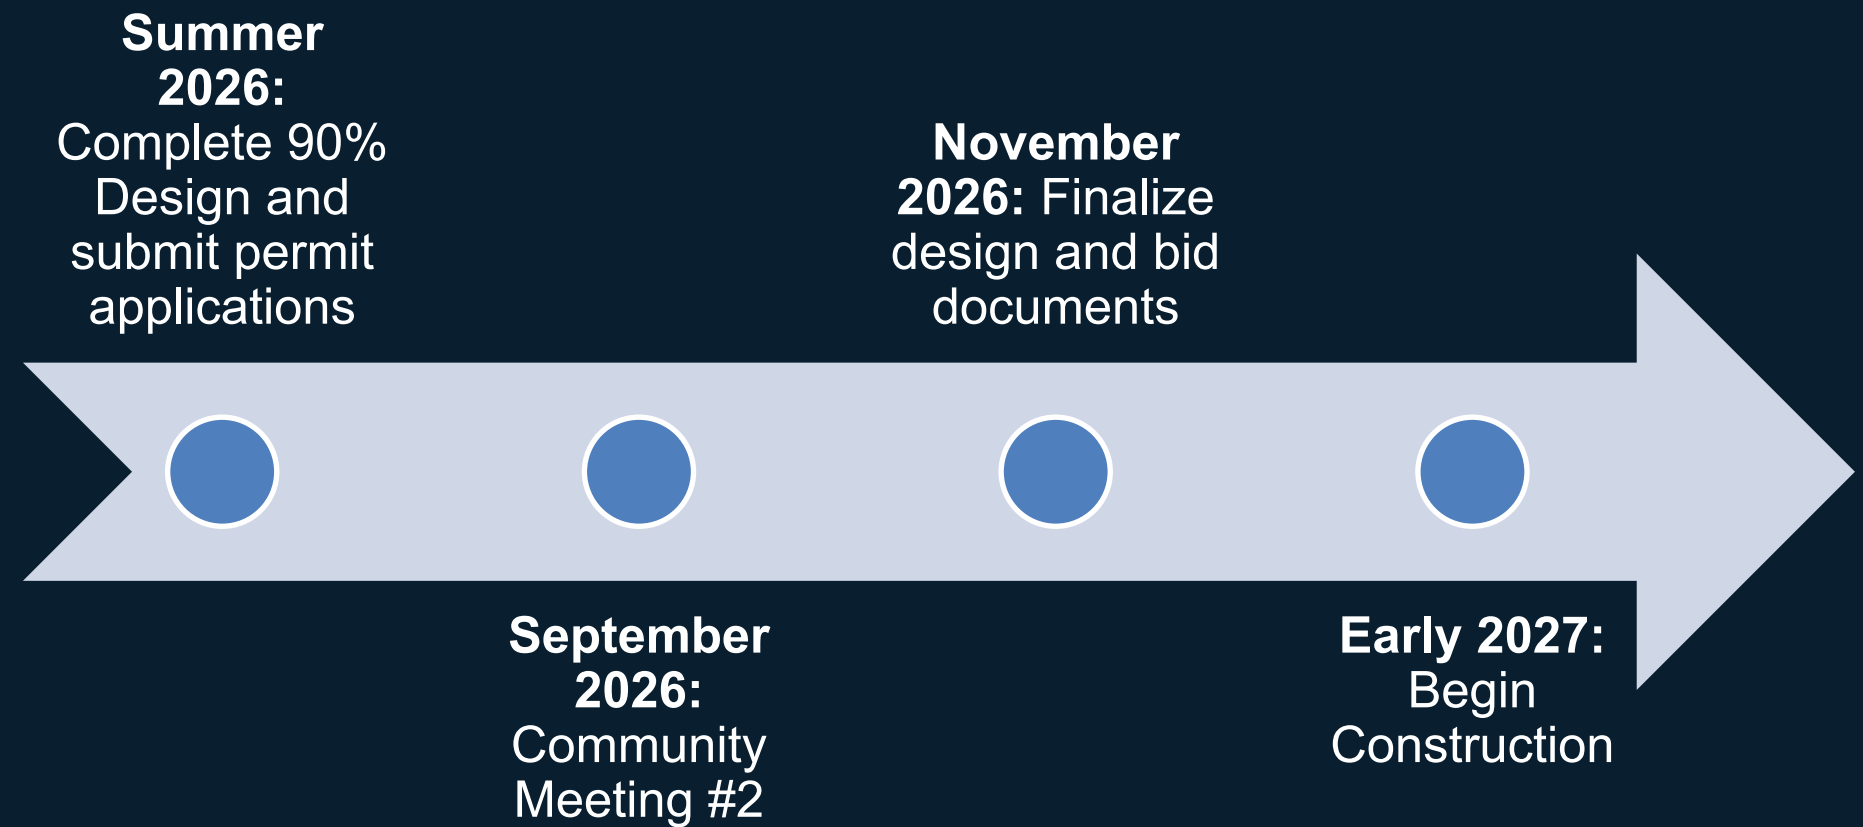 Summer
2026:
Complete 90%
Design and
submit permit
applications
September
2026:
Community
Meeting #2
November
2026: Finalize
design and bid
documents
Early 2027:
Begin
Construction